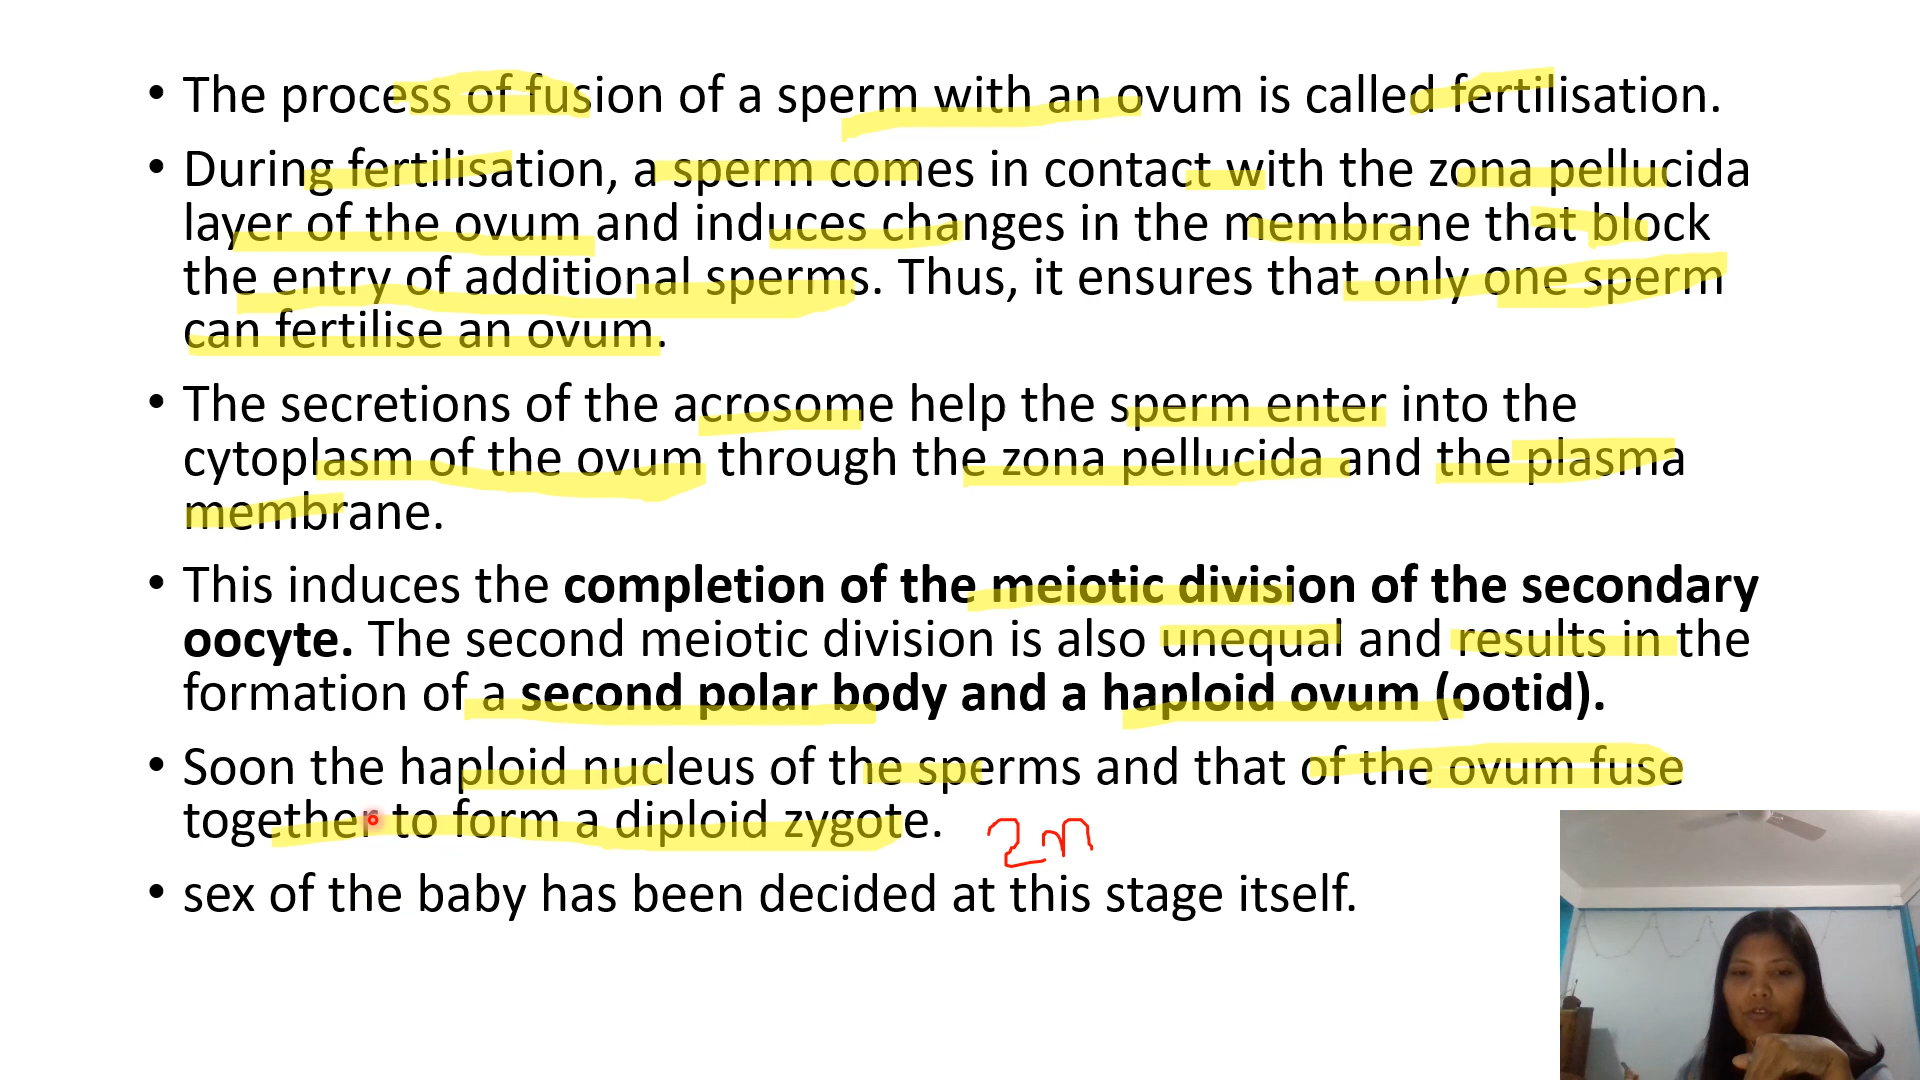 • The process of fusion of a sperm with an ovum is called fertilisation.
• During fertilisation, a sperm comes in contact with the zona pellucida
layer of the ovum and induces changes in the membrane that block
the entry of additional sperms. Thus, it ensures that only one sperm
can fertilise an ovum.
• The secretions of the acrosome help the sperm enter into the
cytoplasm of the ovum through the zona pellucida and the plasma
membrane.
• This induces the completion of the meiotic division of the secondary
oocyte. The second meiotic division is also unequal and results in the
formation of a second polar body and a haploid ovum (ootid).
• Soon the haploid nucleus of the sperms and that of the ovum fuse
together to form a diploid zygote.
2n
• sex of the baby has been decided at this stage itself.